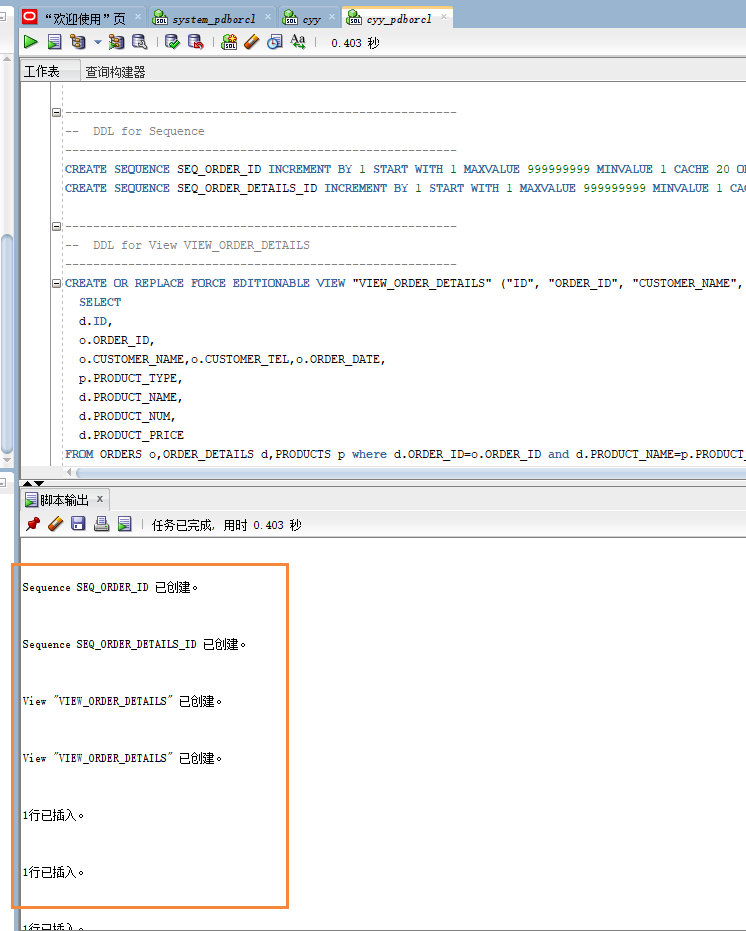 “欢迎使用”页
system_pdborcl
cyy
cyy_pdborcl
0.403 秒
工作表
查询构建器
--------------------------------------------------------
--  DDL for Sequence
--------------------------------------------------------
CREATE SEQUENCE SEQ_ORDER_ID INCREMENT BY 1 START WITH 1 MAXVALUE 999999999 MINVALUE 1 CACHE 20
CREATE SEQUENCE SEQ_ORDER_DETAILS_ID INCREMENT BY 1 START WITH 1 MAXVALUE 999999999 MINVALUE 1
--------------------------------------------------------
--  DDL for View VIEW_ORDER_DETAILS
--------------------------------------------------------
CREATE OR REPLACE FORCE EDITIONABLE VIEW "VIEW_ORDER_DETAILS" ("ID", "ORDER_ID", "CUSTOMER_NAME",
SELECT
d.ID,
o.ORDER_ID,
o.CUSTOMER_NAME,o.CUSTOMER_TEL,o.ORDER_DATE,
p.PRODUCT_TYPE,
d.PRODUCT_NAME,
d.PRODUCT_NUM,
d.PRODUCT_PRICE
FROM ORDERS o,ORDER_DETAILS d,PRODUCTS p where d.ORDER_ID=o.ORDER_ID and d.PRODUCT_NAME=p.PRODUCT_
脚本输出
任务已完成, 用时 0.403 秒
Sequence SEQ_ORDER_ID 已创建。
Sequence SEQ_ORDER_DETAILS_ID 已创建。
View "VIEW_ORDER_DETAILS" 已创建。
View "VIEW_ORDER_DETAILS" 已创建。
1行已插入。
1行已插入。
1行已插入。